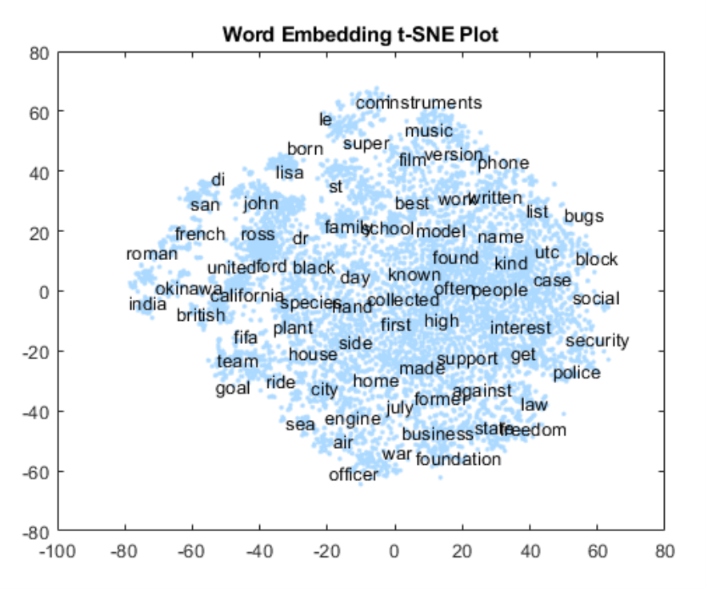 Word Embedding t-SNE Plot
80
60
40
20
0
-20
-40
-60
-80
-100
-80
-60
-40
-20
0
20
40
60
80
com
instruments
le
music
super
born
film
version
phone
lisa
di
st
san
john
best
work
written
list
bugs
family
school
model
french
ross
dr
name
roman
found
kind
utc
block
united
ford
black
day
known
often
people
case
okinawa
california
species
hand
collected
social
india
british
plant
first
high
interest
fifa
side
security
team
house
made
support
get
police
goal
ride
city
home
former
against
law
july
sea
engine
business
state
freedom
air
war
foundation
officer